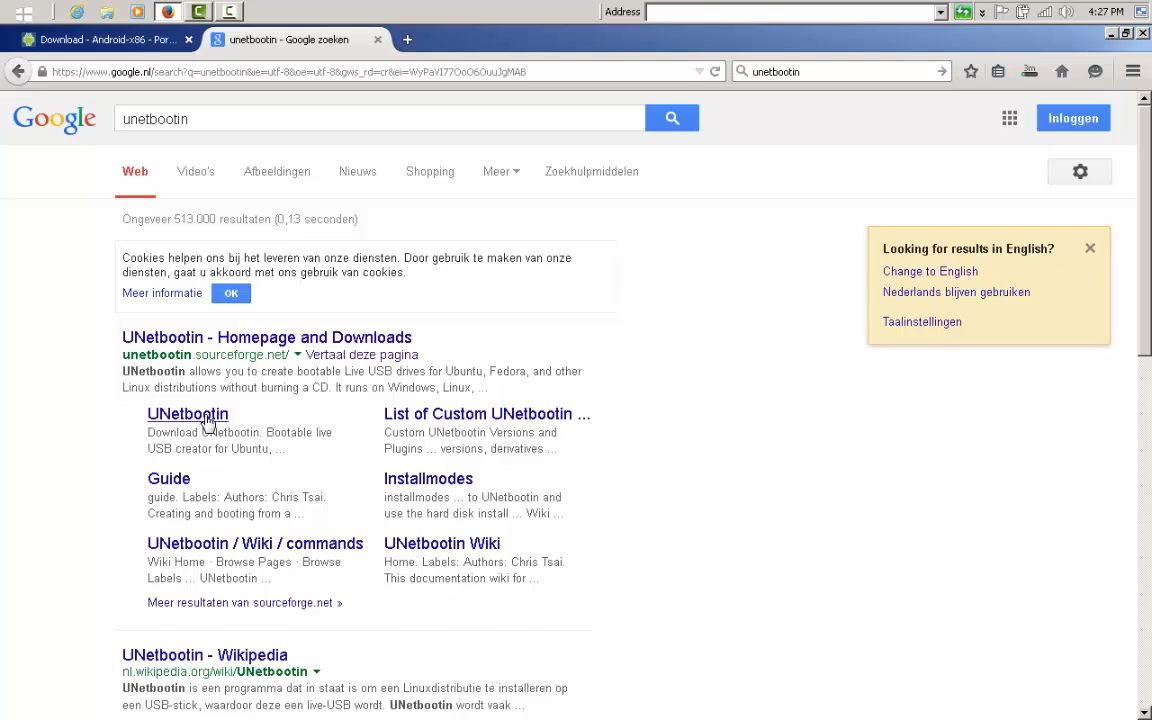 Address
4:27 PM
Download - Android-x86 - Por...
unetbootin - Google zoeken
https://www.google.nl/search?q=unetbootin&ie=utf-8&oe=utf-8&gws_rd=cr&ei=WyPaVI77OoO6OuuJgMAB
unetbootin
3m
Google
unetbootin
Inloggen
Web
Video's
Afbeeldingen
Nieuws
Shopping
Meer
Zoekhulpmiddelen
Ongeveer 513.000 resultaten (0,13 seconden)
Cookies helpen ons bij het leveren van onze diensten. Door gebruik te maken van onze
diensten, gaat u akkoord met ons gebruik van cookies.
Meer informatie
OK
Looking for results in English?
Change to English
Nederlands blijven gebruiken
Taalinstellingen
UNetbootin - Homepage and Downloads
unetbootin.sourceforge.net/ Vertaal deze pagina
UNetbootin allows you to create bootable Live USB drives for Ubuntu, Fedora, and other
Linux distributions without burning a CD. It runs on Windows, Linux, ...
UNetbootin
Download UNetbootin. Bootable live
USB creator for Ubuntu, ...
List of Custom UNetbootin ...
Custom UNetbootin Versions and
Plugins ... versions, derivatives ...
Guide
guide. Labels: Authors: Chris Tsai.
Creating and booting from a ...
Installmodes
installmodes ... to UNetbootin and
use the hard disk install ... Wiki ...
UNetbootin / Wiki / commands
Wiki Home · Browse Pages · Browse
Labels ... UNetbootin ...
UNetbootin Wiki
Home. Labels: Authors: Chris Tsai.
This documentation wiki for ...
Meer resultaten van sourceforge.net »
UNetbootin - Wikipedia
nl.wikipedia.org/wiki/UNetbootin
UNetbootin is een programma dat in staat is om een Linuxdistributie te installeren op
een USB-stick, waardoor deze een live-USB wordt. UNetbootin wordt vaak ...